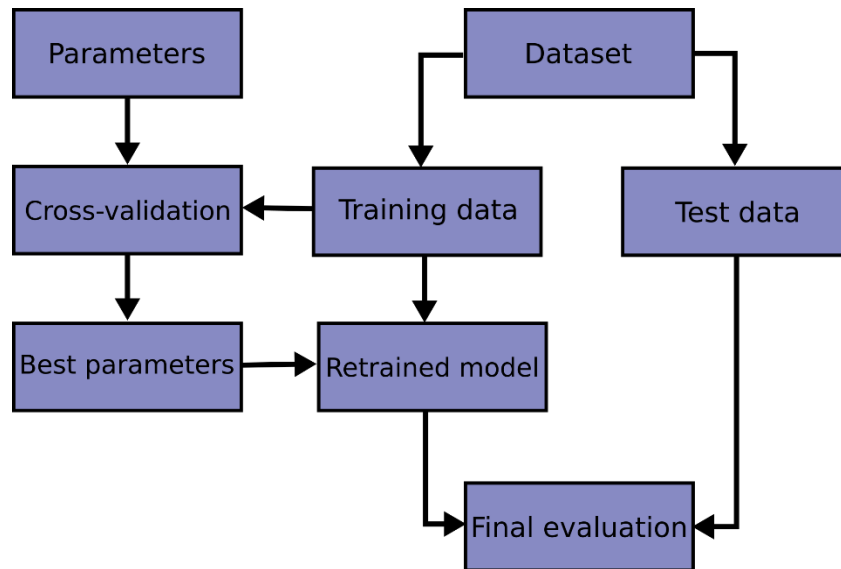 Parameters
Dataset
Cross-validation
Training data
Test data
Best parameters
Retrained model
Final evaluation